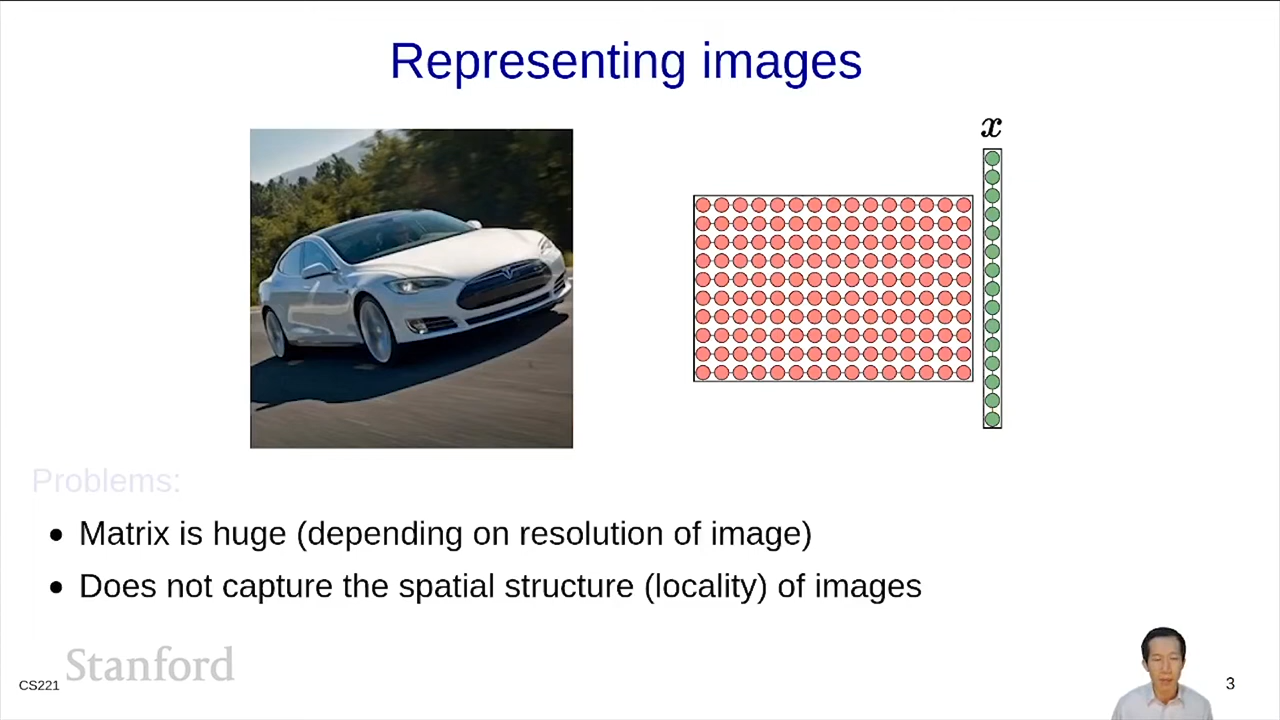 Representing images
x
Problems:
• Matrix is huge (depending on resolution of image)
• Does not capture the spatial structure (locality) of images
Stanford
CS221
3